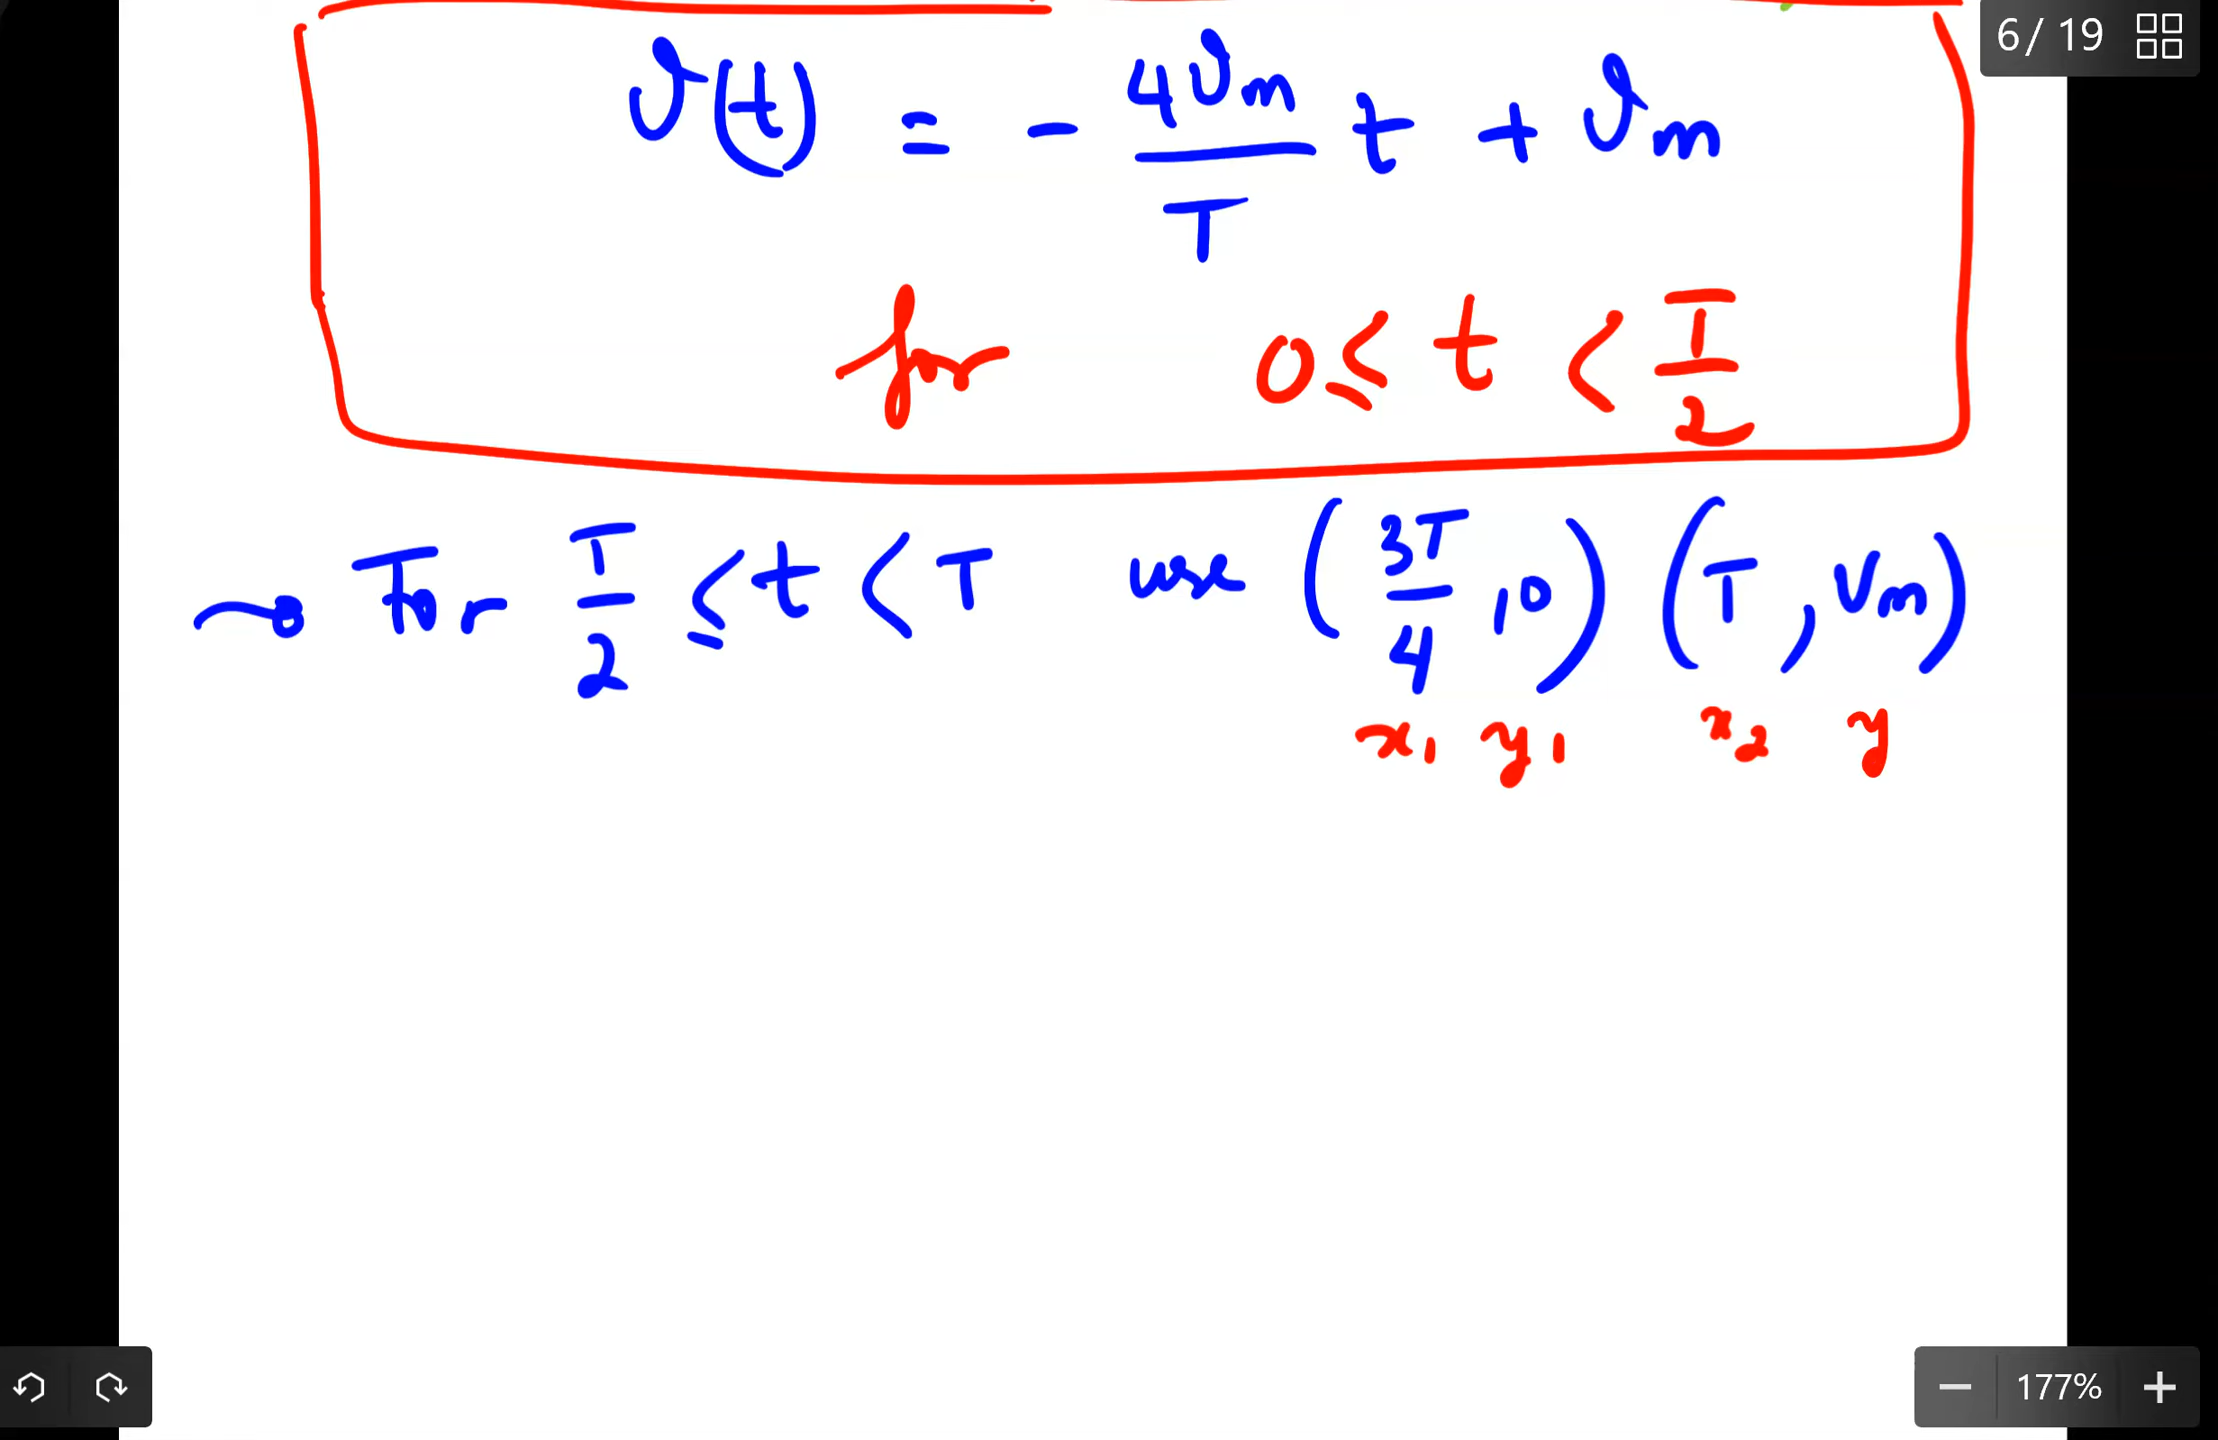 6 / 19
v(t) = - 4vm/T t + vm
for 0 ≤ t < T/2
For T/2 ≤ t < T use (3T/4, 0) (T, Vm)
x1 y1 x2 y
177%